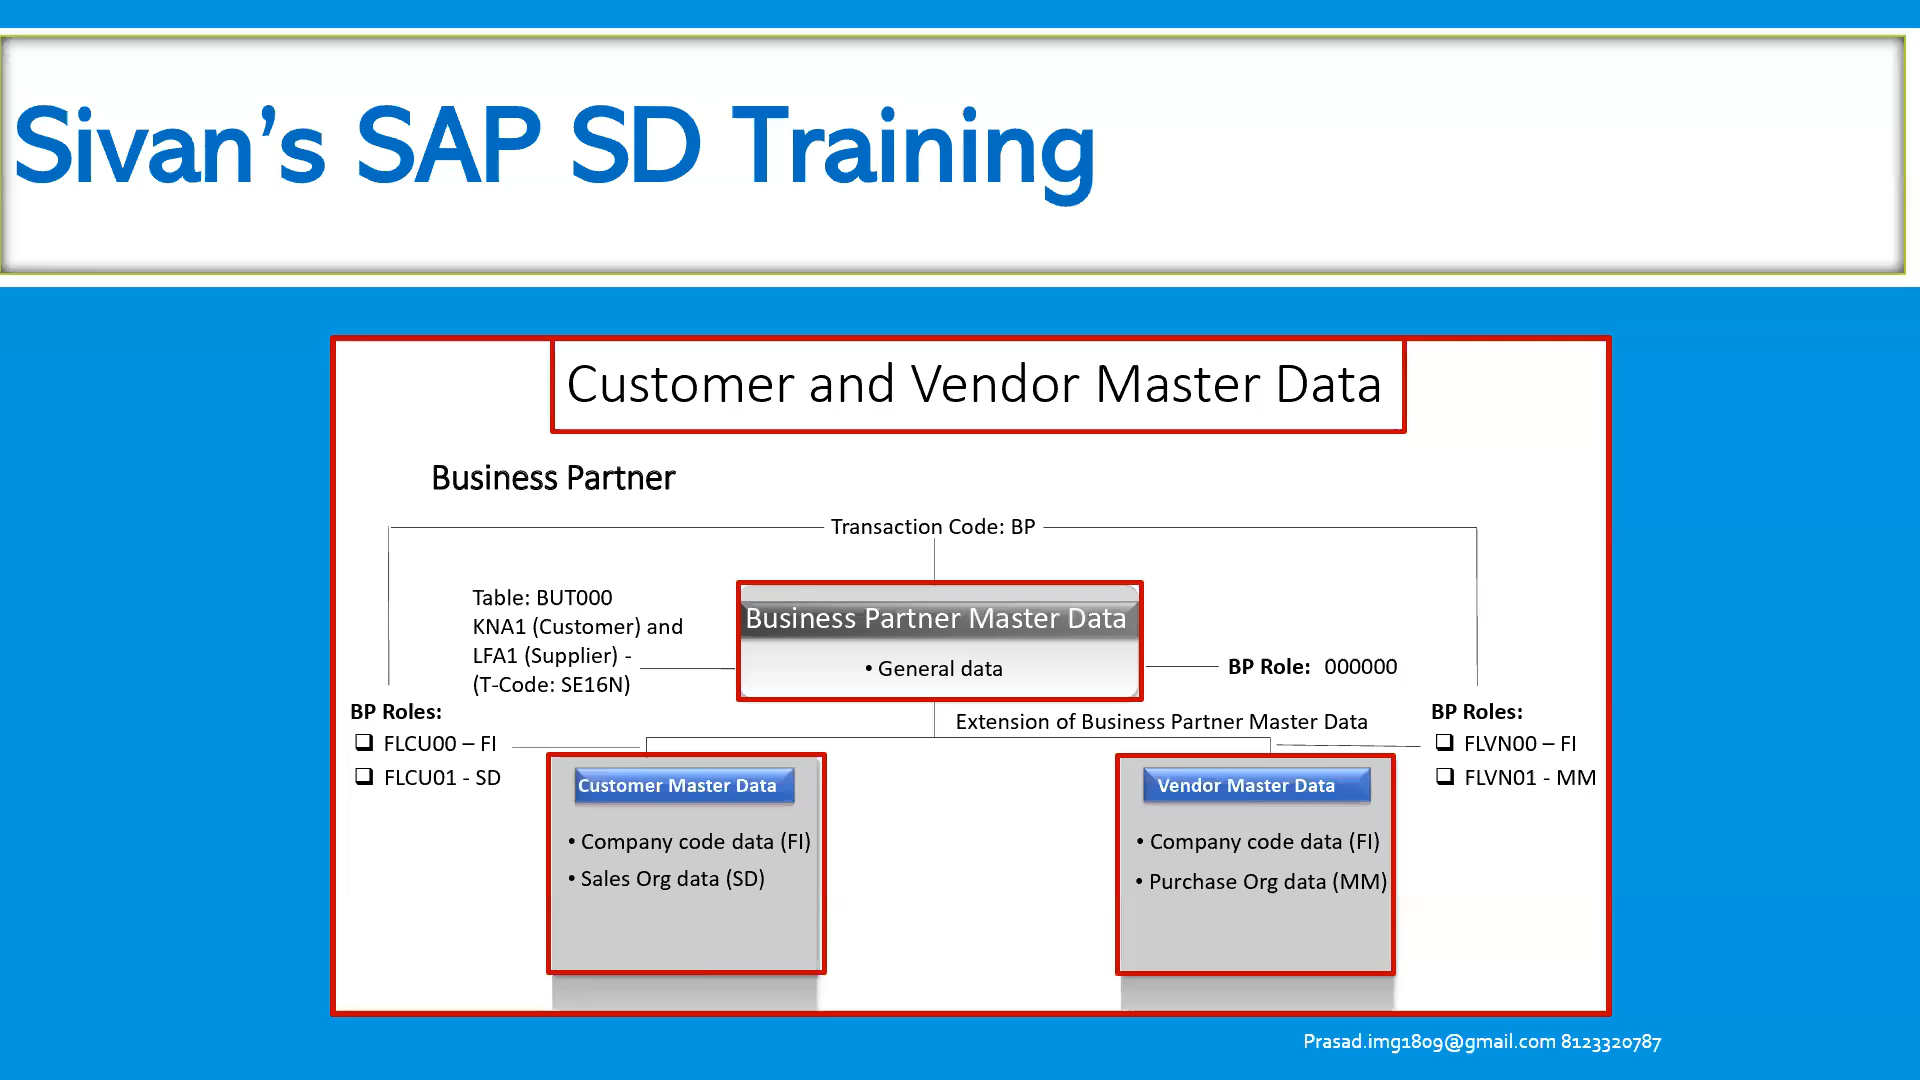 Sivan’s SAP SD Training
Customer and Vendor Master Data
Business Partner
Transaction Code: BP
Table: BUT000
KNA1 (Customer) and
LFA1 (Supplier) -
(T-Code: SE16N)
Business Partner Master Data
• General data
BP Role: 000000
Extension of Business Partner Master Data
BP Roles:
❑ FLCU00 – FI
❑ FLCU01 - SD
Customer Master Data
• Company code data (FI)
• Sales Org data (SD)
Vendor Master Data
• Company code data (FI)
• Purchase Org data (MM)
BP Roles:
❑ FLVN00 – FI
❑ FLVN01 - MM
Prasad.img1809@gmail.com 8123320787